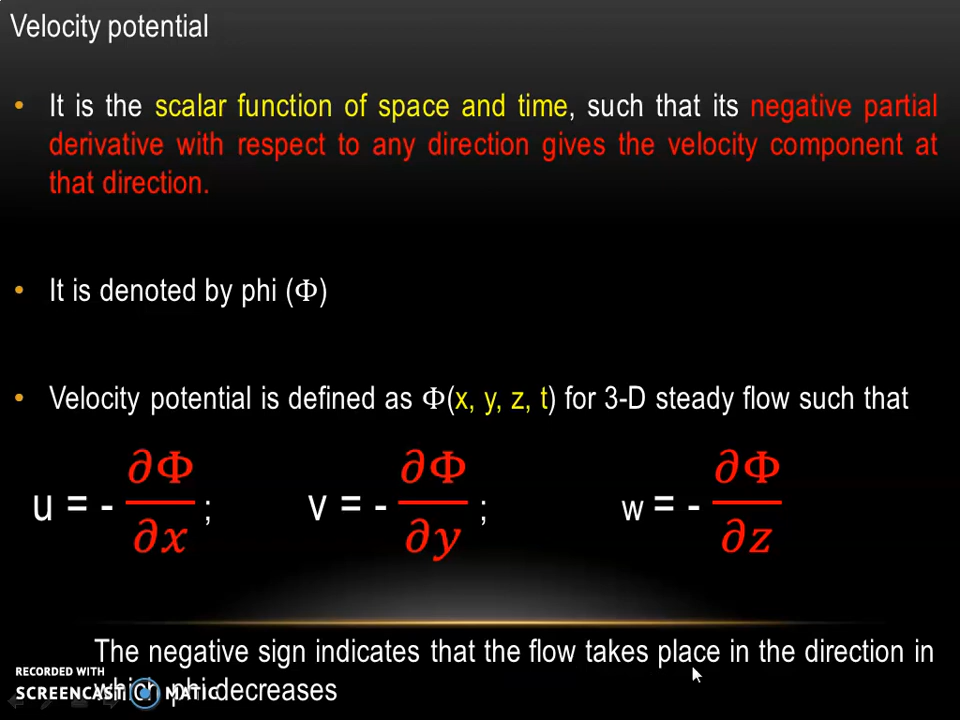 Velocity potential
• It is the scalar function of space and time, such that its negative partial
derivative with respect to any direction gives the velocity component at
that direction.
• It is denoted by phi (Φ)
• Velocity potential is defined as Φ(x, y, z, t) for 3-D steady flow such that
u = - ∂Φ/∂x ; v = - ∂Φ/∂y ; w = - ∂Φ/∂z
The negative sign indicates that the flow takes place in the direction in
which phi decreases
RECORDED WITH
SCREENCAST MATIC